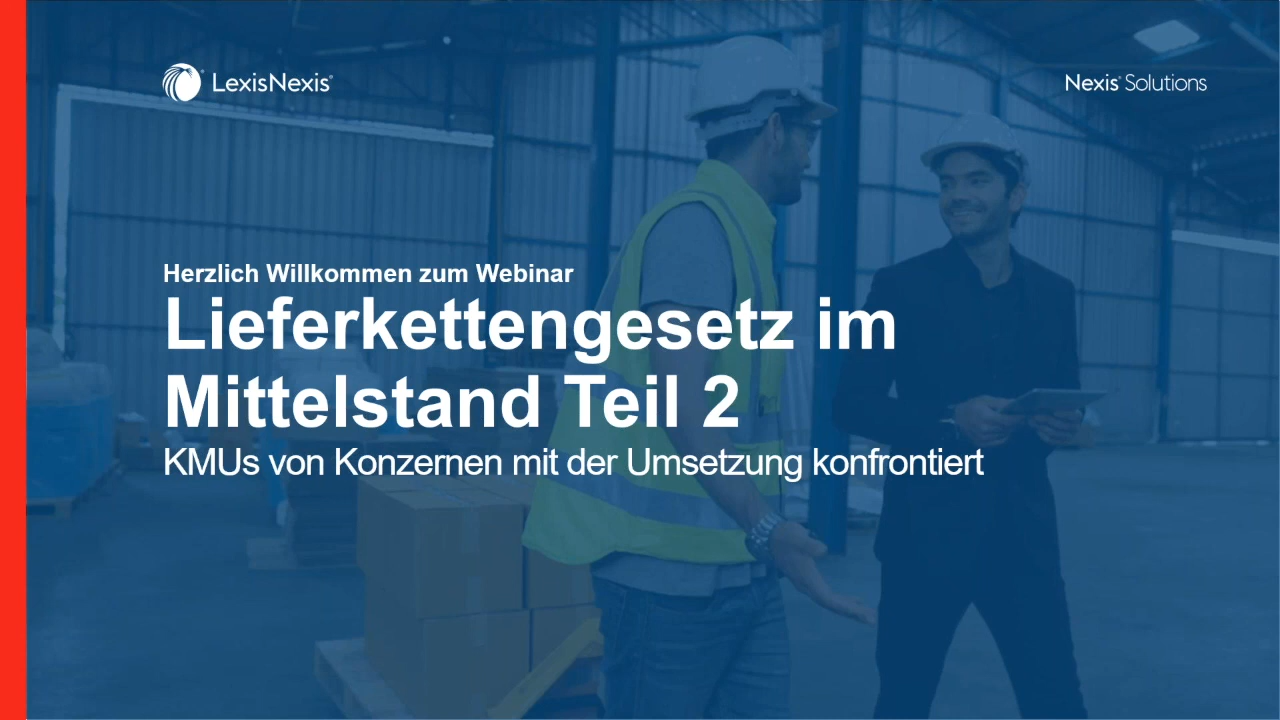 LexisNexis®
Nexis® Solutions
Herzlich Willkommen zum Webinar
Lieferkettengesetz im
Mittelstand Teil 2
KMUs von Konzernen mit der Umsetzung konfrontiert